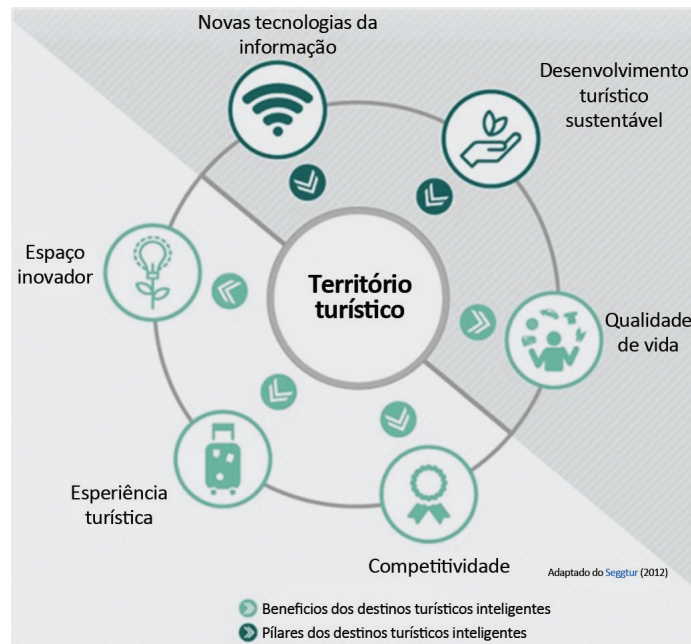 Novas tecnologias da
informação
Desenvolvimento
turístico
sustentável
Espaço
inovador
Território
turístico
Qualidade
de vida
Esperiência
turística
Competitividade
Adaptado do Seggtur (2012)
Beneficios dos destinos turísticos inteligentes
Pílares dos destinos turísticos inteligentes